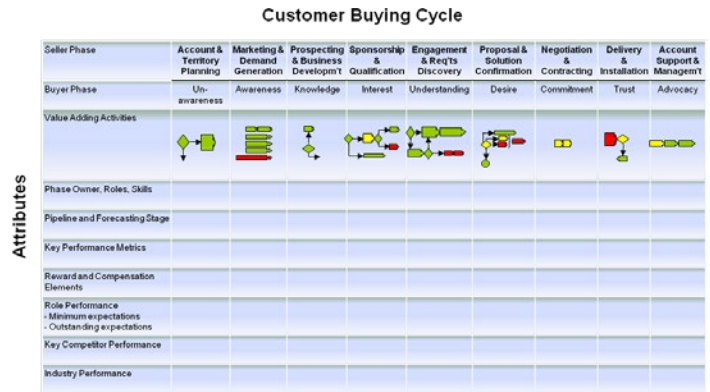 Customer Buying Cycle
Seller Phase
Account & Territory Planning
Marketing & Demand Generation
Prospecting & Business Developm't
Sponsorship & Qualification
Engagement & Req'ts Discovery
Proposal & Solution Confirmation
Negotiation & Contracting
Delivery & Installation
Account Support & Managem't
Buyer Phase
Un-awareness
Awareness
Knowledge
Interest
Understanding
Desire
Commitment
Trust
Advocacy
Value Adding Activities
Attributes
Phase Owner, Roles, Skills
Pipeline and Forecasting Stage
Key Performance Metrics
Reward and Compensation
Elements
Role Performance
- Minimum expectations
- Outstanding expectations
Key Competitor Performance
Industry Performance